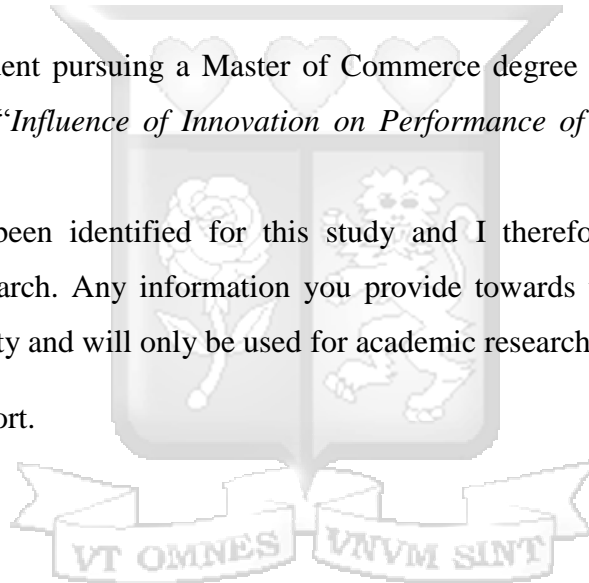 ent pursuing a Master of Commerce degree
“Influence of Innovation on Performance of
been identified for this study and I therefo
arch. Any information you provide towards
ty and will only be used for academic research
ort.
VT OMNES VNVM SINT